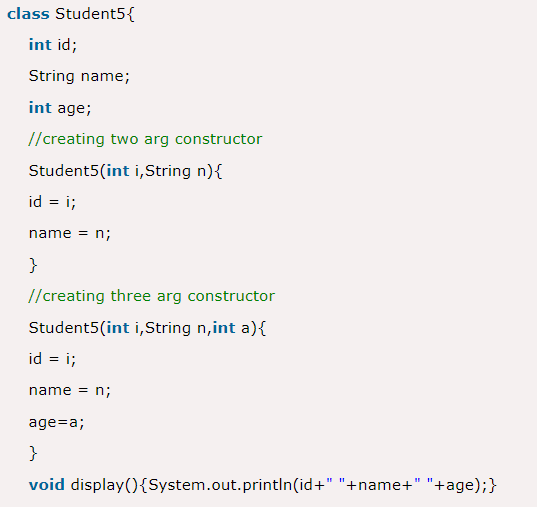 class Student5{
int id;
String name;
int age;
//creating two arg constructor
Student5(int i,String n){
id = i;
name = n;
}
//creating three arg constructor
Student5(int i,String n,int a){
id = i;
name = n;
age=a;
}
void display(){System.out.println(id+" "+name+" "+age);}